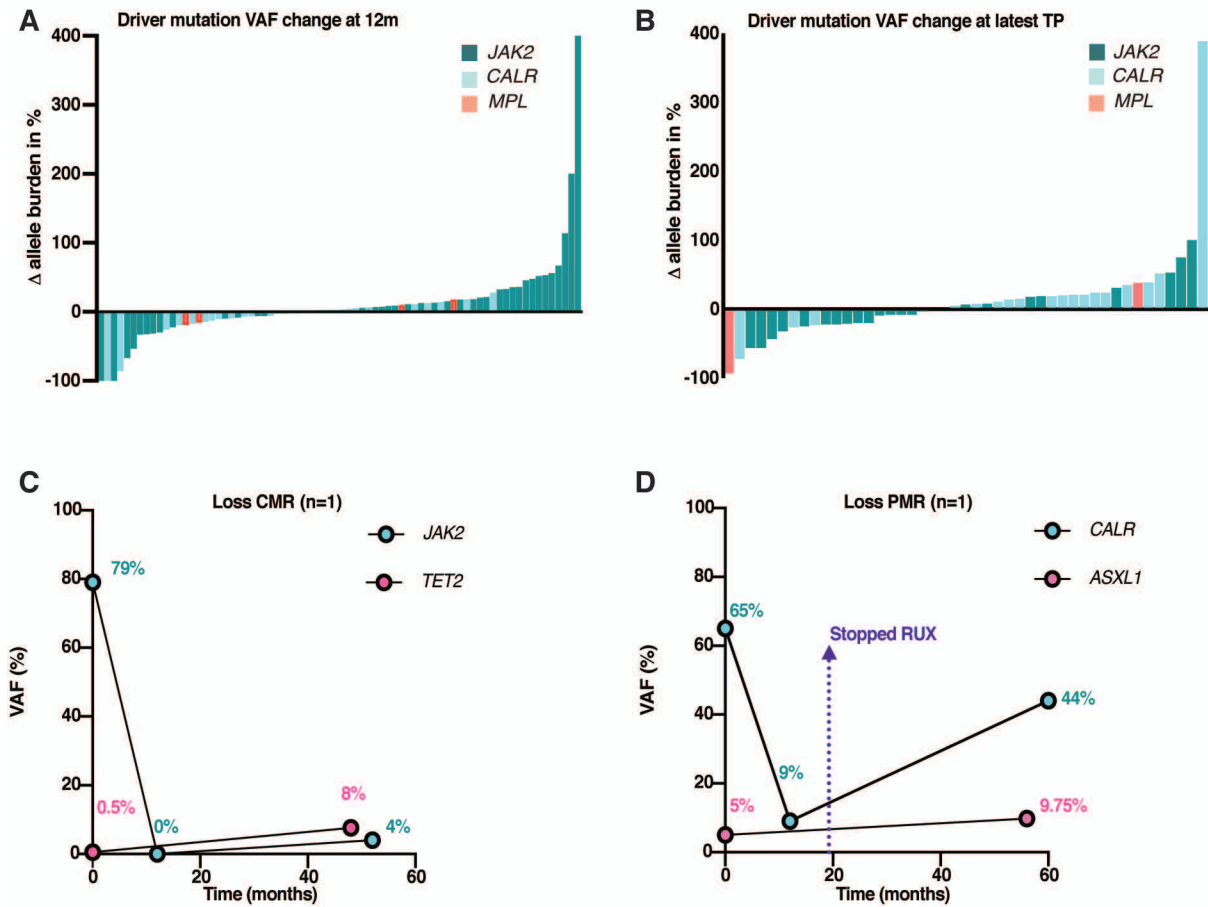 A
Driver mutation VAF change at 12m
400
300
200
100
0
-100
Δ allele burden in %
JAK2
CALR
MPL
B
Driver mutation VAF change at latest TP
400
300
200
100
0
-100
Δ allele burden in %
JAK2
CALR
MPL
C
Loss CMR (n=1)
100
80
60
40
20
0
VAF (%)
JAK2
TET2
79%
0.5%
0%
8%
4%
0
20
40
60
Time (months)
D
Loss PMR (n=1)
100
80
60
40
20
0
VAF (%)
CALR
ASXL1
65%
Stopped RUX
44%
9%
5%
9.75%
0
20
40
60
Time (months)